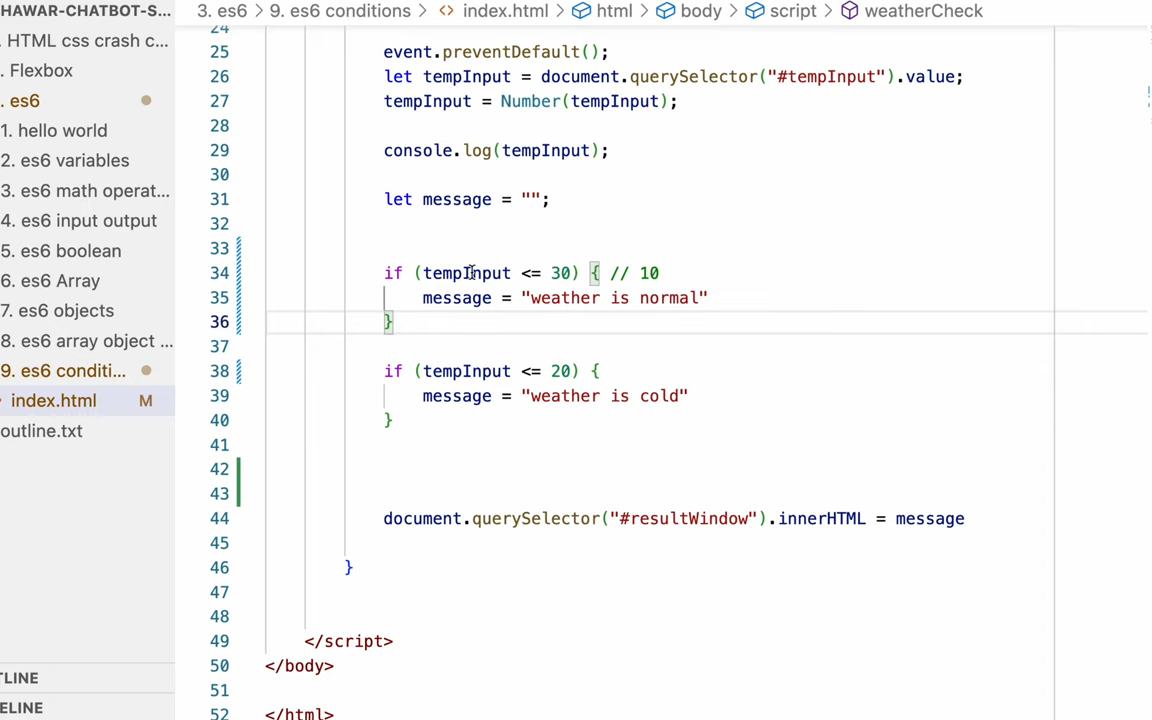 HAWAR-CHATBOT-S...
HTML css crash c...
Flexbox
. es6
1. hello world
2. es6 variables
3. es6 math operat...
4. es6 input output
5. es6 boolean
6. es6 Array
7. es6 objects
8. es6 array object ...
9. es6 conditi...
index.html M
outline.txt
TLINE
ELINE
3. es6 > 9. es6 conditions > <> index.html > html > body > script > weatherCheck
24
25 event.preventDefault();
26 let tempInput = document.querySelector("#tempInput").value;
27 tempInput = Number(tempInput);
28
29 console.log(tempInput);
30
31 let message = "";
32
33
34 if (tempInput <= 30) { // 10
35 message = "weather is normal"
36 }
37
38 if (tempInput <= 20) {
39 message = "weather is cold"
40 }
41
42
43
44 document.querySelector("#resultWindow").innerHTML = message
45
46 }
47
48
49 </script>
50 </body>
51
52 </html>